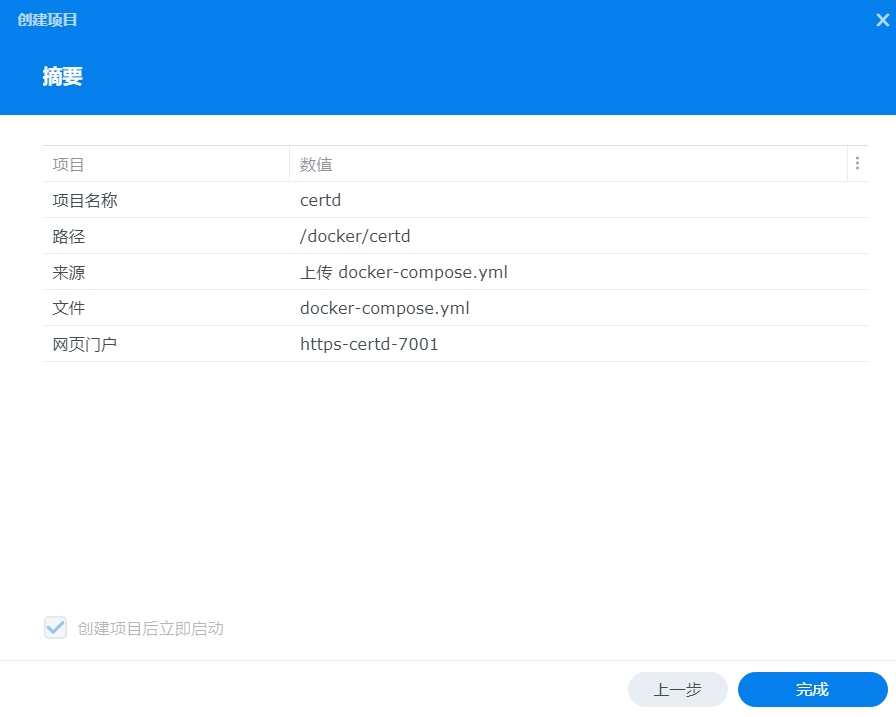 创建项目
摘要
项目 数值
项目名称 certd
路径 /docker/certd
来源 上传 docker-compose.yml
文件 docker-compose.yml
网页门户 https-certd-7001
创建项目后立即启动
上一步 完成